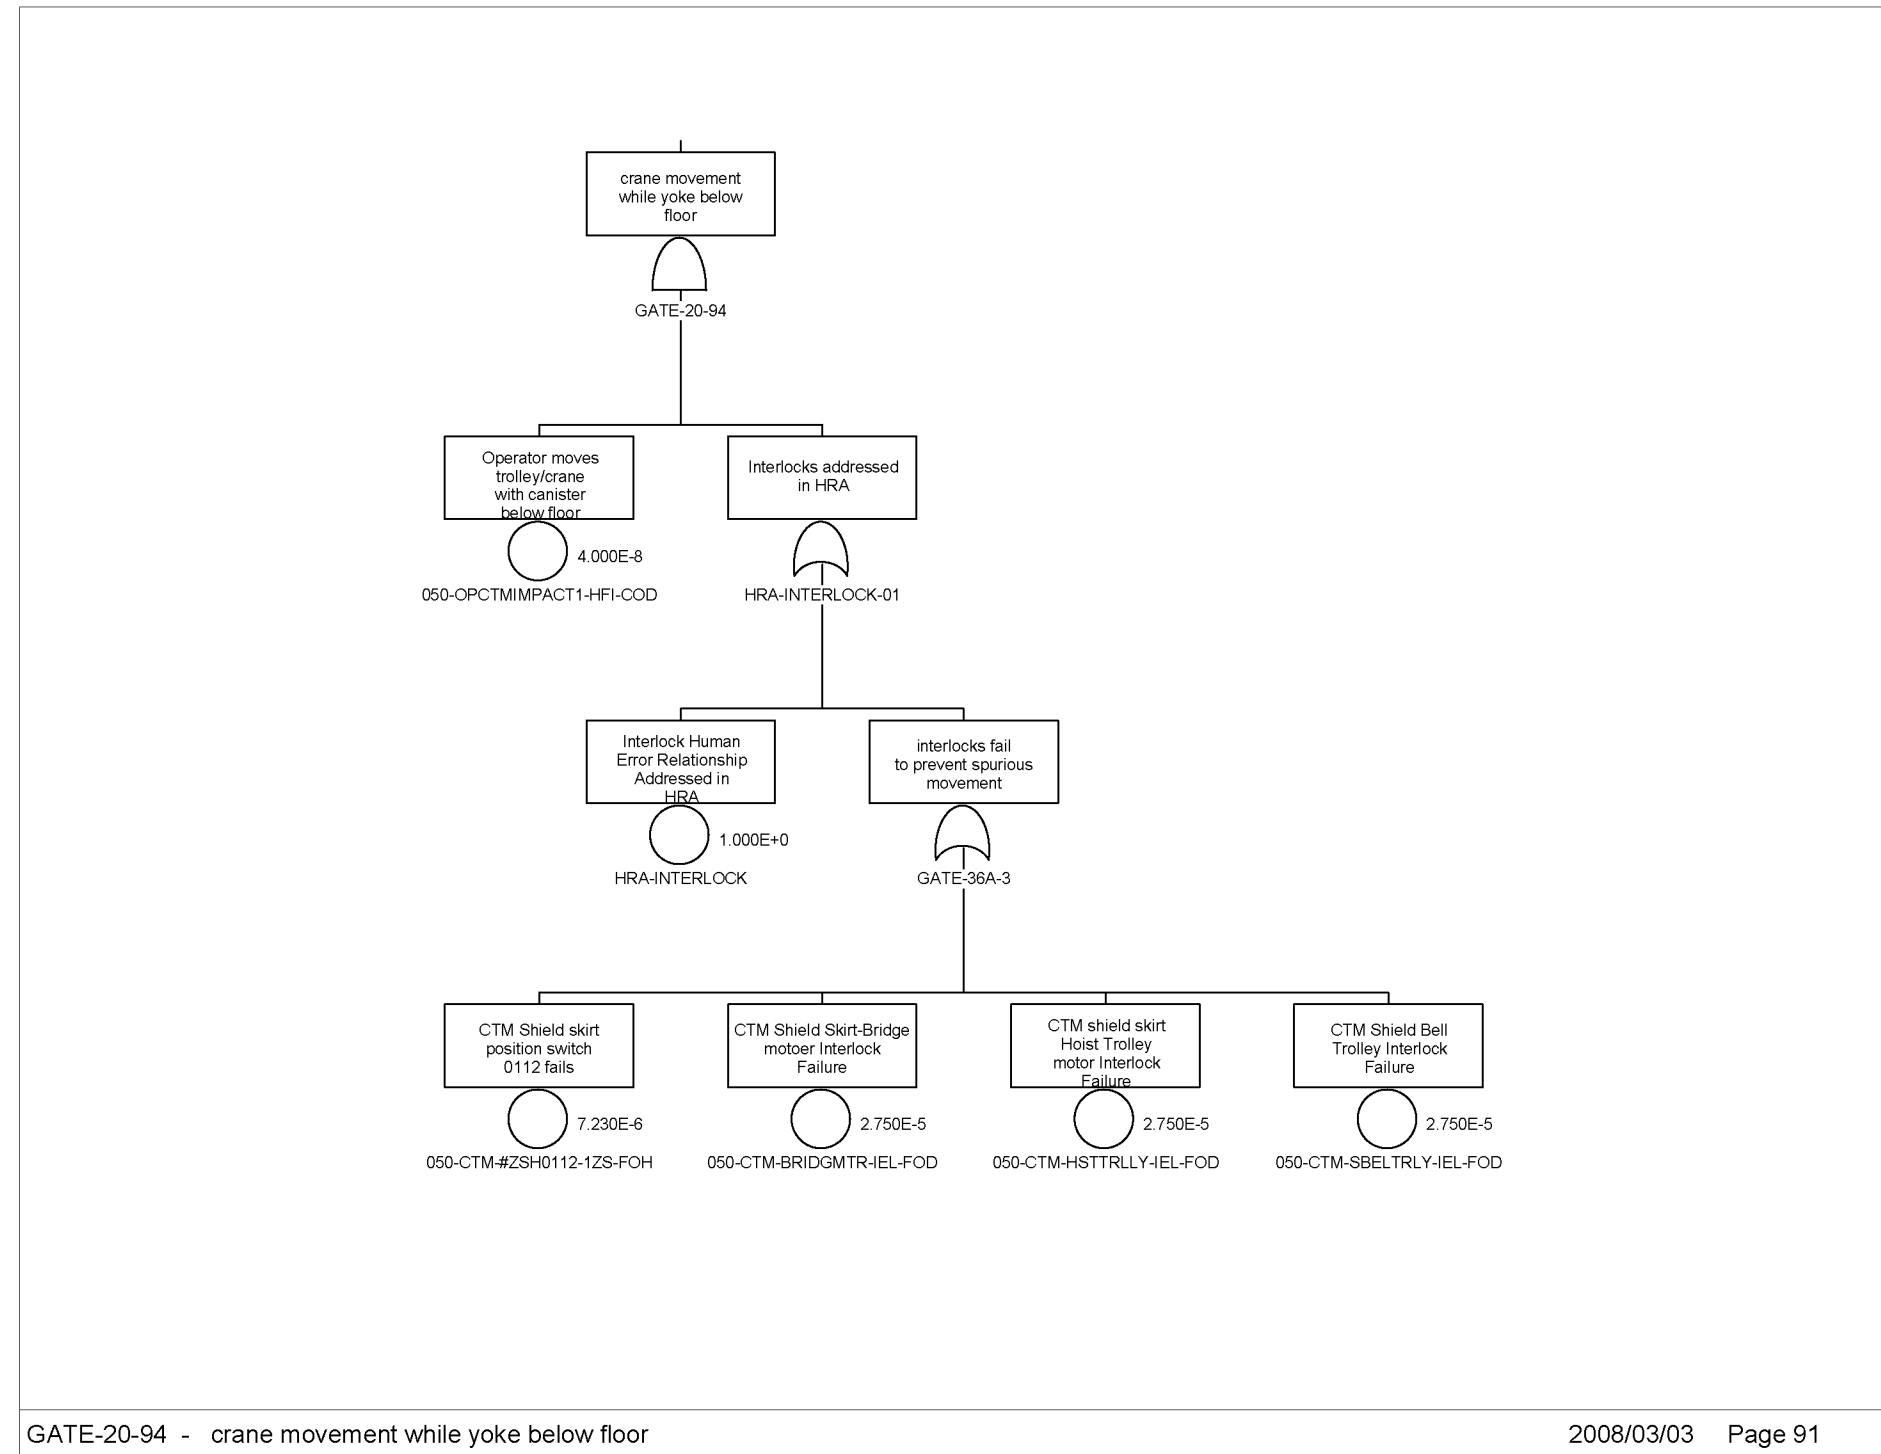 crane movement
while yoke below
floor
GATE-20-94
Operator moves
trolley/crane
with canister
below floor
4.000E-8
050-OPCTMIMPACT1-HFI-COD
Interlocks addressed
in HRA
HRA-INTERLOCK-01
Interlock Human
Error Relationship
Addressed in
HRA
1.000E+0
HRA-INTERLOCK
interlocks fail
to prevent spurious
movement
GATE-36A-3
CTM Shield skirt
position switch
0112 fails
7.230E-6
050-CTM-#ZSH0112-1ZS-FOH
CTM Shield Skirt-Bridge
motoer Interlock
Failure
2.750E-5
050-CTM-BRIDGMTR-IEL-FOD
CTM shield skirt
Hoist Trolley
motor Interlock
Failure
2.750E-5
050-CTM-HSTTRLLY-IEL-FOD
CTM Shield Bell
Trolley Interlock
Failure
2.750E-5
050-CTM-SBELTRLY-IEL-FOD
GATE-20-94 - crane movement while yoke below floor
2008/03/03 Page 91